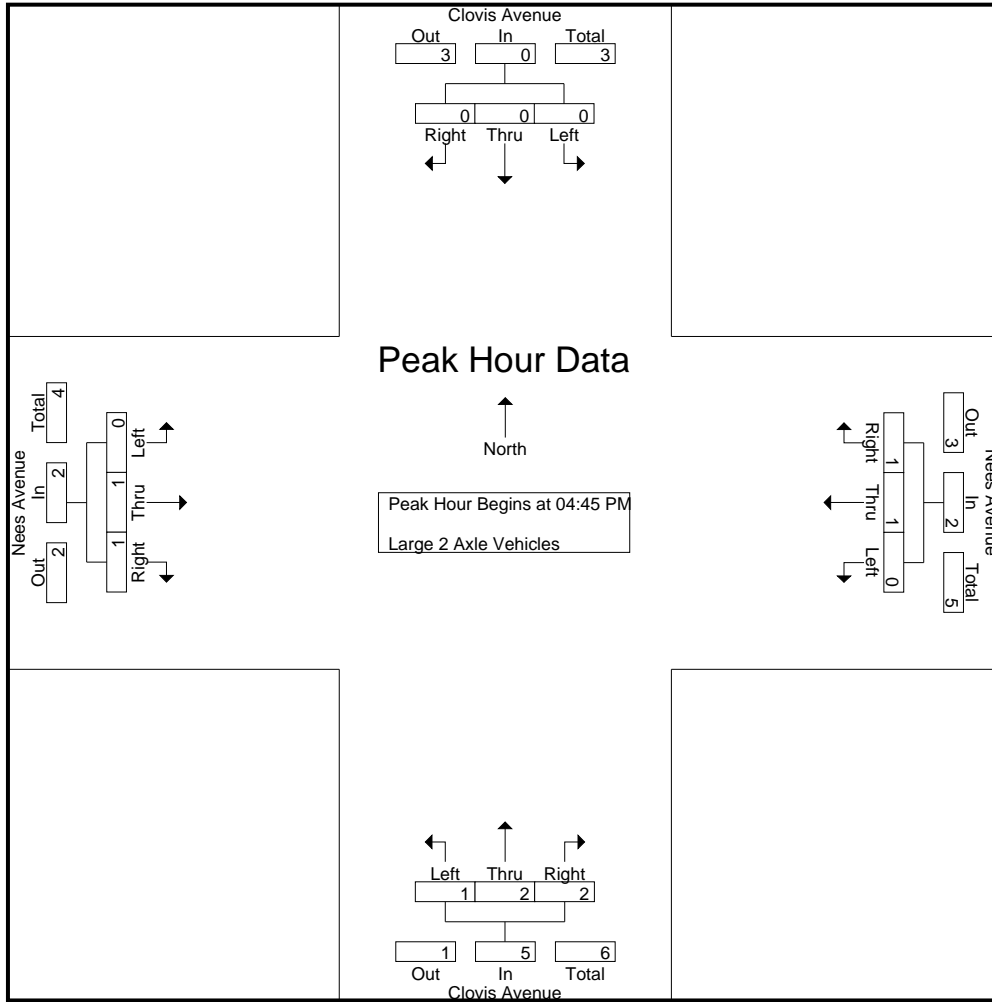 Clovis Avenue
Out In Total
3 0 3
0 0 0
Right Thru Left
Peak Hour Data
North
Peak Hour Begins at 04:45 PM
Large 2 Axle Vehicles
Nees Avenue
Out In Total
2 2 4
1 1 0
Right Thru Left
Nees Avenue
Out In Total
3 2 5
1 1 0
Right Thru Left
Left Thru Right
1 2 2
1 5 6
Out In Total
Clovis Avenue